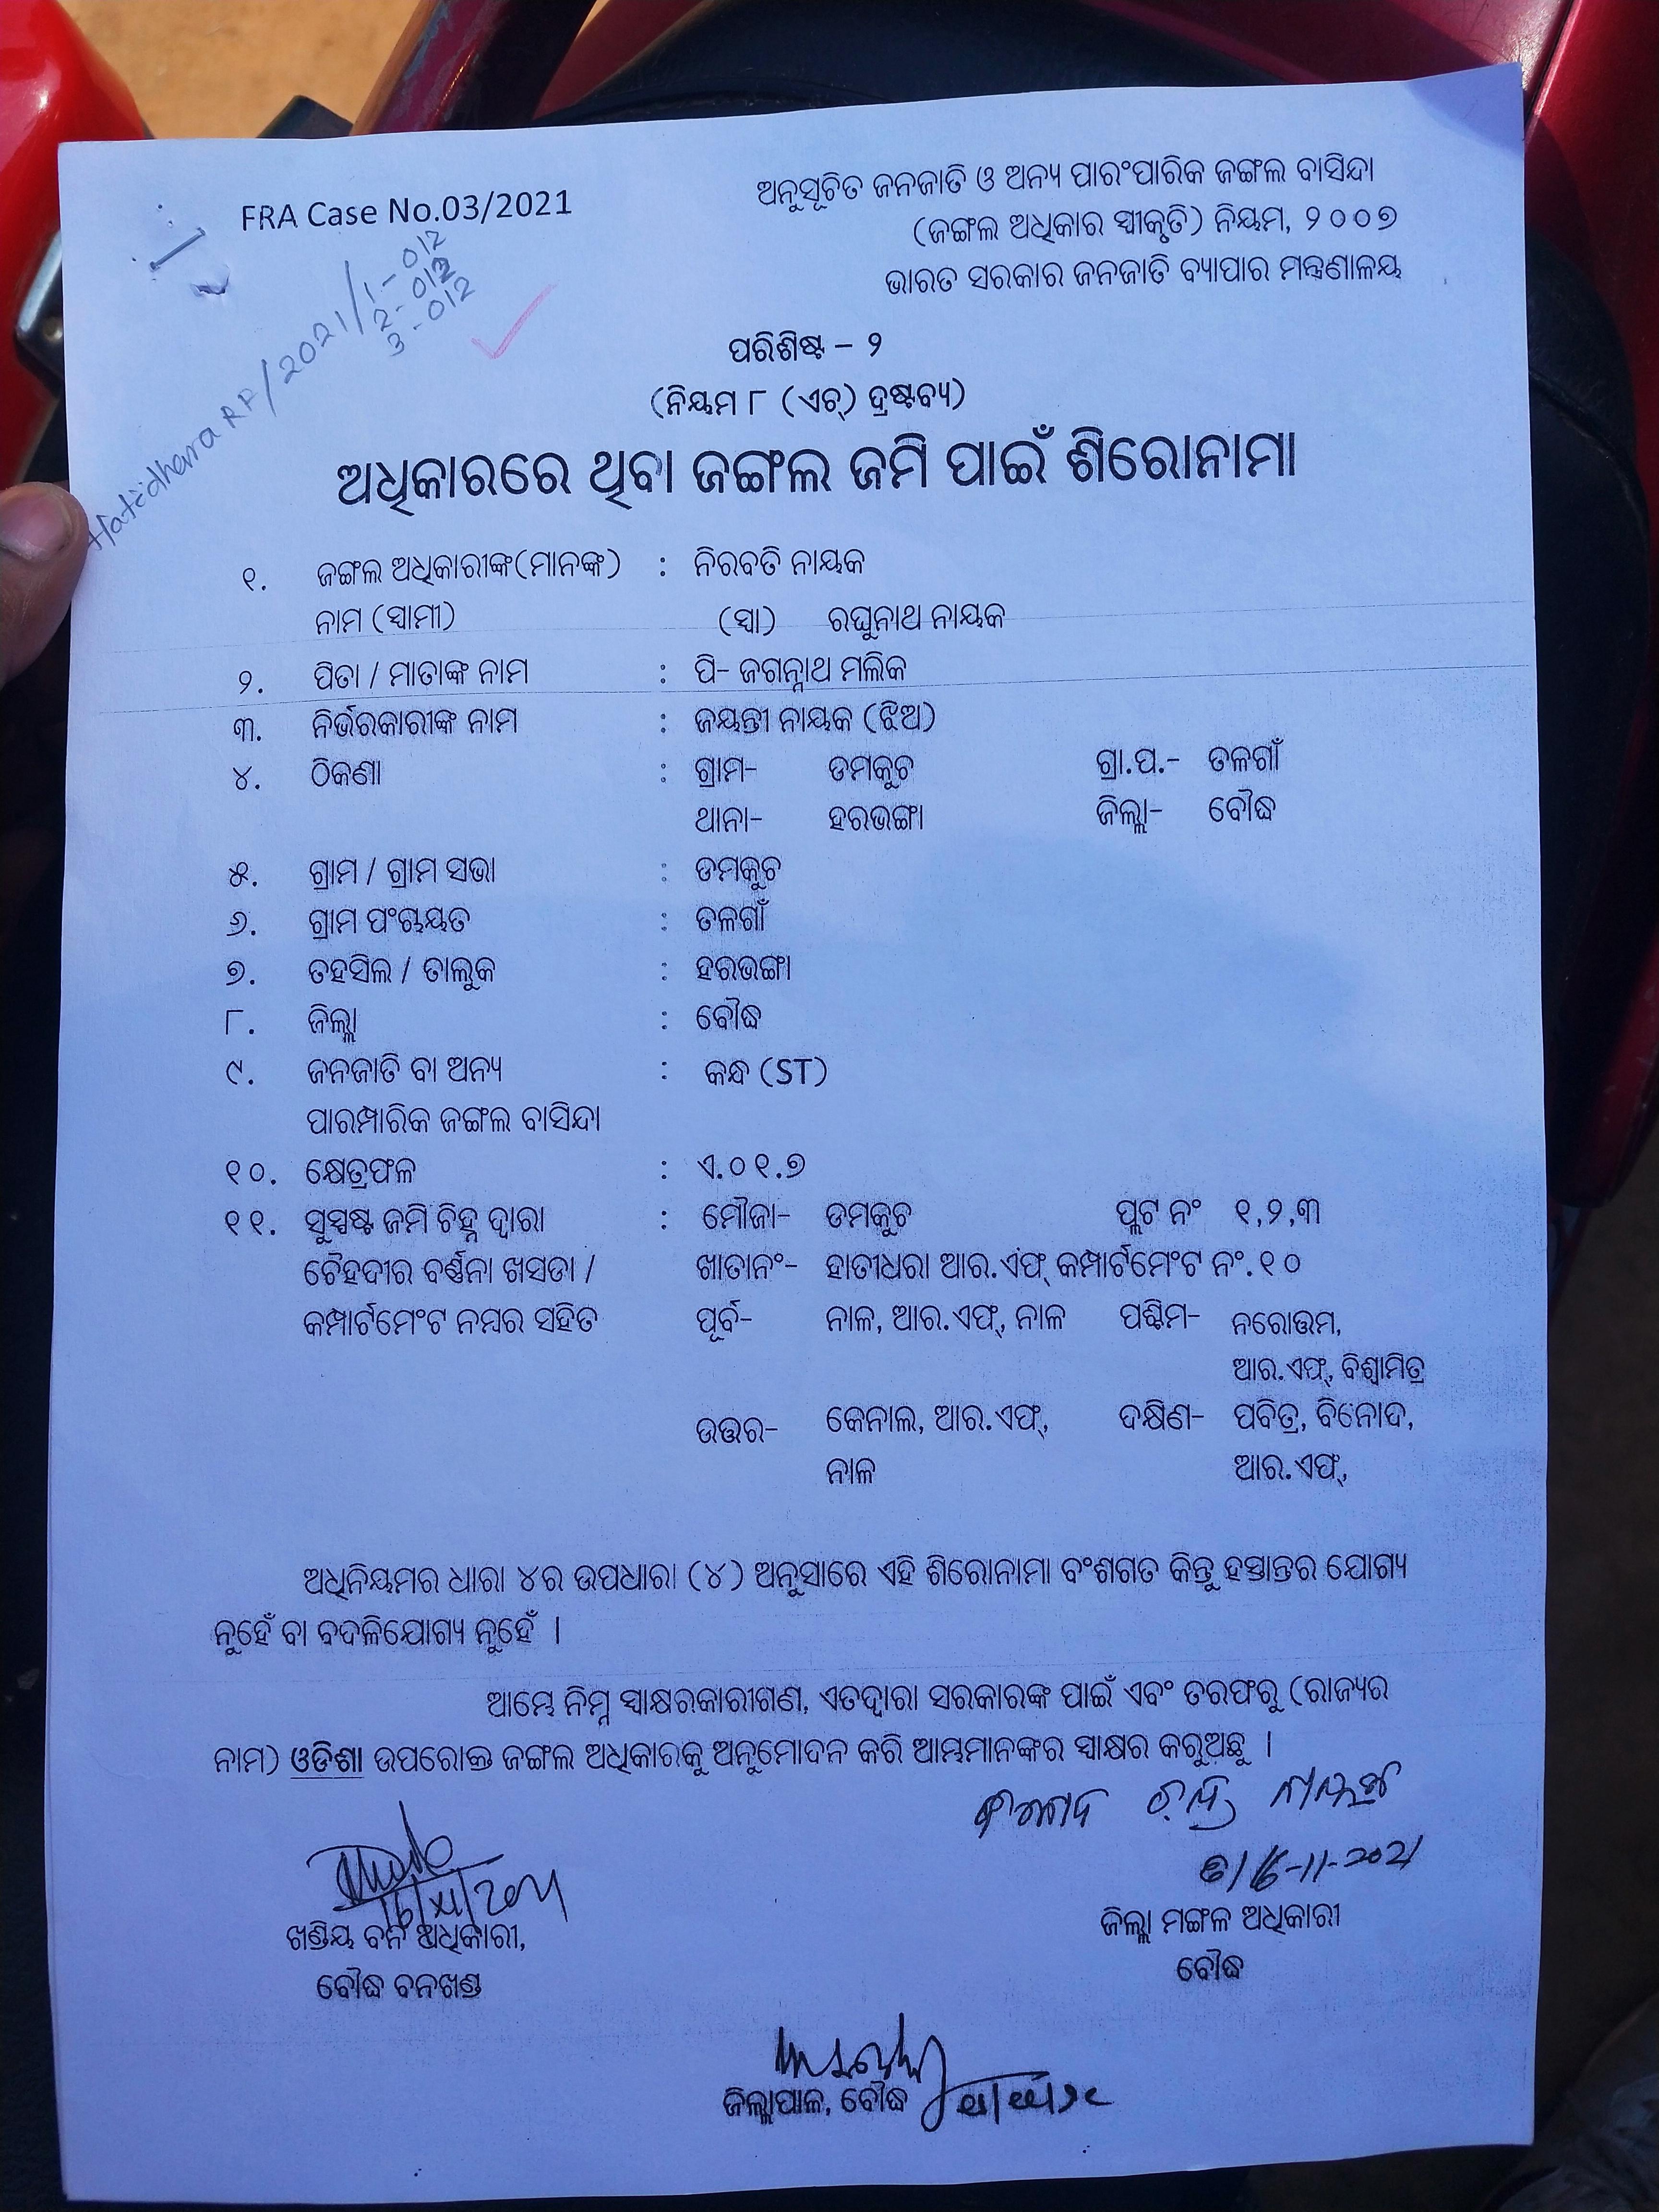 FRA Case No.03/2021
ଅନୁସୂଚିତ ଜନଜାତି ଓ ଅନ୍ୟ ପାରଂପାରିକ ଜଙ୍ଗଲ ବାସିନ୍ଦା
(ଜଙ୍ଗଲ ଅଧିକାର ସ୍ୱୀକୃତି) ନିୟମ, ୨୦୦୭
ଭାରତ ସରକାର ଜନଜାତି ବ୍ୟାପାର ମନ୍ତ୍ରଣାଳୟ
Hatidhara RF/2021/1-012
2-012
3-012
ପରିଶିଷ୍ଟ – ୨
(ନିୟମ ୮ (ଏଚ୍) ଦ୍ରଷ୍ଟବ୍ୟ)
ଅଧିକାରରେ ଥିବା ଜଙ୍ଗଲ ଜମି ପାଇଁ ଶିରୋନାମା
୧. ଜଙ୍ଗଲ ଅଧିକାରୀଙ୍କ(ମାନଙ୍କ) : ନିରବତି ନାୟକ
ନାମ (ସ୍ୱାମୀ) (ସ୍ୱା) ରଘୁନାଥ ନାୟକ
୨. ପିତା / ମାତାଙ୍କ ନାମ : ପି- ଜଗନ୍ନାଥ ମଲିକ
୩. ନିର୍ଭରକାରୀଙ୍କ ନାମ : ଜୟନ୍ତୀ ନାୟକ (ଝିଅ)
୪. ଠିକଣା : ଗ୍ରାମ- ଡମକୁଚ ଗ୍ରା.ପ.- ତଳଗାଁ
ଥାନା- ହରଭଙ୍ଗା ଜିଲ୍ଲା- ବୌଦ୍ଧ
୫. ଗ୍ରାମ / ଗ୍ରାମ ସଭା : ଡମକୁଚ
୬. ଗ୍ରାମ ପଂଚାୟତ : ତଳଗାଁ
୭. ତହସିଲ / ତାଲୁକ : ହରଭଙ୍ଗା
୮. ଜିଲ୍ଲା : ବୌଦ୍ଧ
୯. ଜନଜାତି ବା ଅନ୍ୟ : କନ୍ଧ (ST)
ପାରମ୍ପାରିକ ଜଙ୍ଗଲ ବାସିନ୍ଦା
୧୦. କ୍ଷେତ୍ରଫଳ : ଏ.୦୧.୭
୧୧. ସୁସ୍ପଷ୍ଟ ଜମି ଚିହ୍ନ ଦ୍ୱାରା : ମୌଜା- ଡମକୁଚ ପ୍ଲଟ ନଂ ୧,୨,୩
ଚୈହଦୀର ବର୍ଣ୍ଣନା ଖସଡା / ଖାତାନଂ- ହାତୀଧରା ଆର.ଏଫ୍ କମ୍ପାର୍ଟମେଂଟ ନଂ.୧୦
କମ୍ପାର୍ଟମେଂଟ ନମ୍ବର ସହିତ ପୂର୍ବ- ନାଳ, ଆର.ଏଫ୍, ନାଳ ପଶ୍ଚିମ- ନରୋତ୍ତମ,
ଆର.ଏଫ୍, ବିଶ୍ୱାମିତ୍ର
ଉତ୍ତର- କେନାଲ, ଆର.ଏଫ୍, ଦକ୍ଷିଣ- ପବିତ୍ର, ବିନୋଦ,
ନାଳ ଆର.ଏଫ୍,
ଅଧିନିୟମର ଧାରା ୪ର ଉପଧାରା (୪) ଅନୁସାରେ ଏହି ଶିରୋନାମା ବଂଶଗତ କିନ୍ତୁ ହସ୍ତାନ୍ତର ଯୋଗ୍ୟ
ନୁହେଁ ବା ବଦଳିଯୋଗ୍ୟ ନୁହେଁ ।
ଆମ୍ଭେ ନିମ୍ନ ସ୍ୱାକ୍ଷରକାରୀଗଣ, ଏତଦ୍ୱାରା ସରକାରଙ୍କ ପାଇଁ ଏବଂ ତରଫରୁ (ରାଜ୍ୟର
ନାମ) ଓଡିଶା ଉପରୋକ୍ତ ଜଙ୍ଗଲ ଅଧିକାରକୁ ଅନୁମୋଦନ କରି ଆମ୍ଭମାନଙ୍କର ସ୍ୱାକ୍ଷର କରୁଅଛୁ ।
16-11-2021
ଖଣ୍ଡିୟ ବନ ଅଧିକାରୀ, ଜିଲ୍ଲା ମଙ୍ଗଳ ଅଧିକାରୀ
ବୌଦ୍ଧ ବନଖଣ୍ଡ ବୌଦ୍ଧ
ଜିଲ୍ଲାପାଳ, ବୌଦ୍ଧ